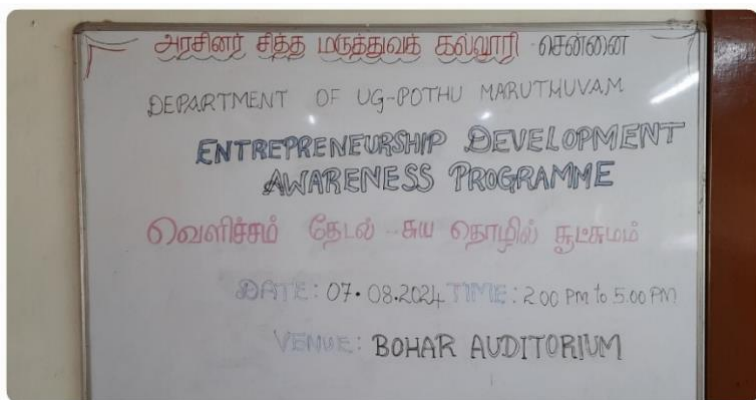 அரசினர் சித்த மருத்துவக் கல்லூரி - சென்னை
DEPARTMENT OF UG-POTHU MARUTHUVAM
ENTREPRENEURSHIP DEVELOPMENT
AWARENESS PROGRAMME
வெளிச்சம் தேடல் - சுய தொழில் சூட்சுமம்
DATE: 07.08.2024 TIME: 2.00 Pm to 5.00 PM
VENUE: BOHAR AUDITORIUM